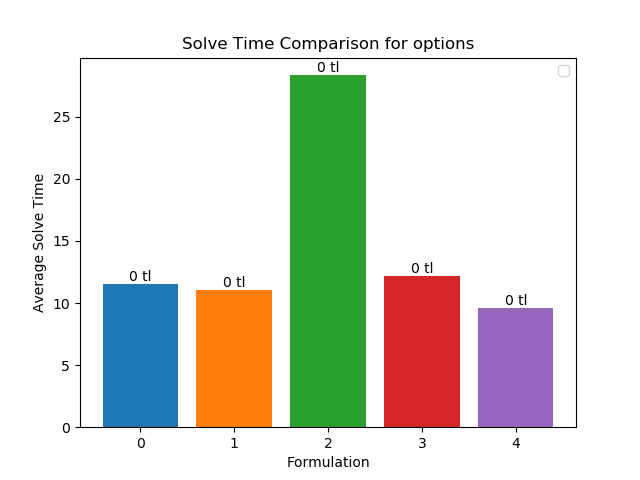 Solve Time Comparison for options
0 tl
25
20
15
10
5
0
Average Solve Time
0 tl
0 tl
0 tl
0 tl
0
1
2
3
4
Formulation